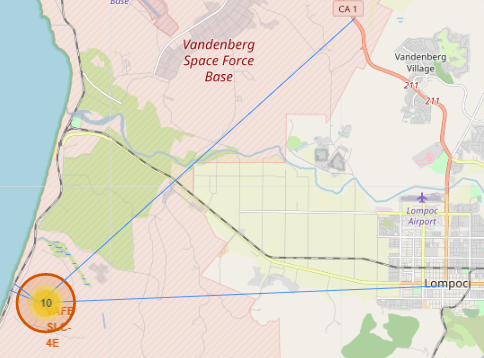 Base
CA 1
Vandenberg
Space Force
Base
Vandenberg
Village
211
211
Lompoc
Airport
Lompoc
10
VAFB
SLC-
4E